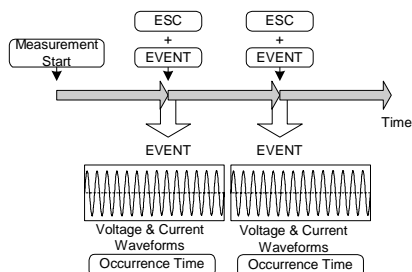 ESC
ESC
Measurement
Start
+
+
EVENT
EVENT
Time
EVENT
EVENT
Voltage & Current
Waveforms
Voltage & Current
Waveforms
Occurrence Time
Occurrence Time